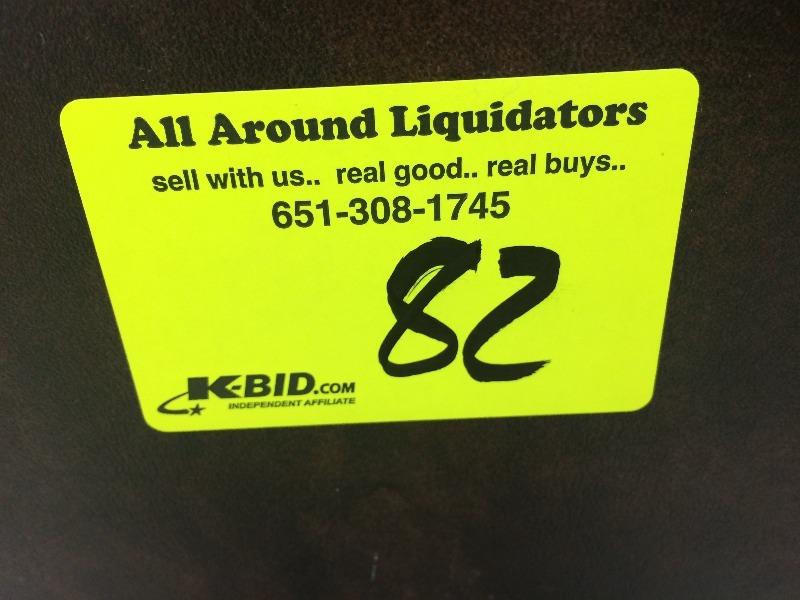 All Around Liquidators
sell with us.. real good.. real buys..
651-308-1745
82
K-BID.COM
INDEPENDENT AFFILIATE